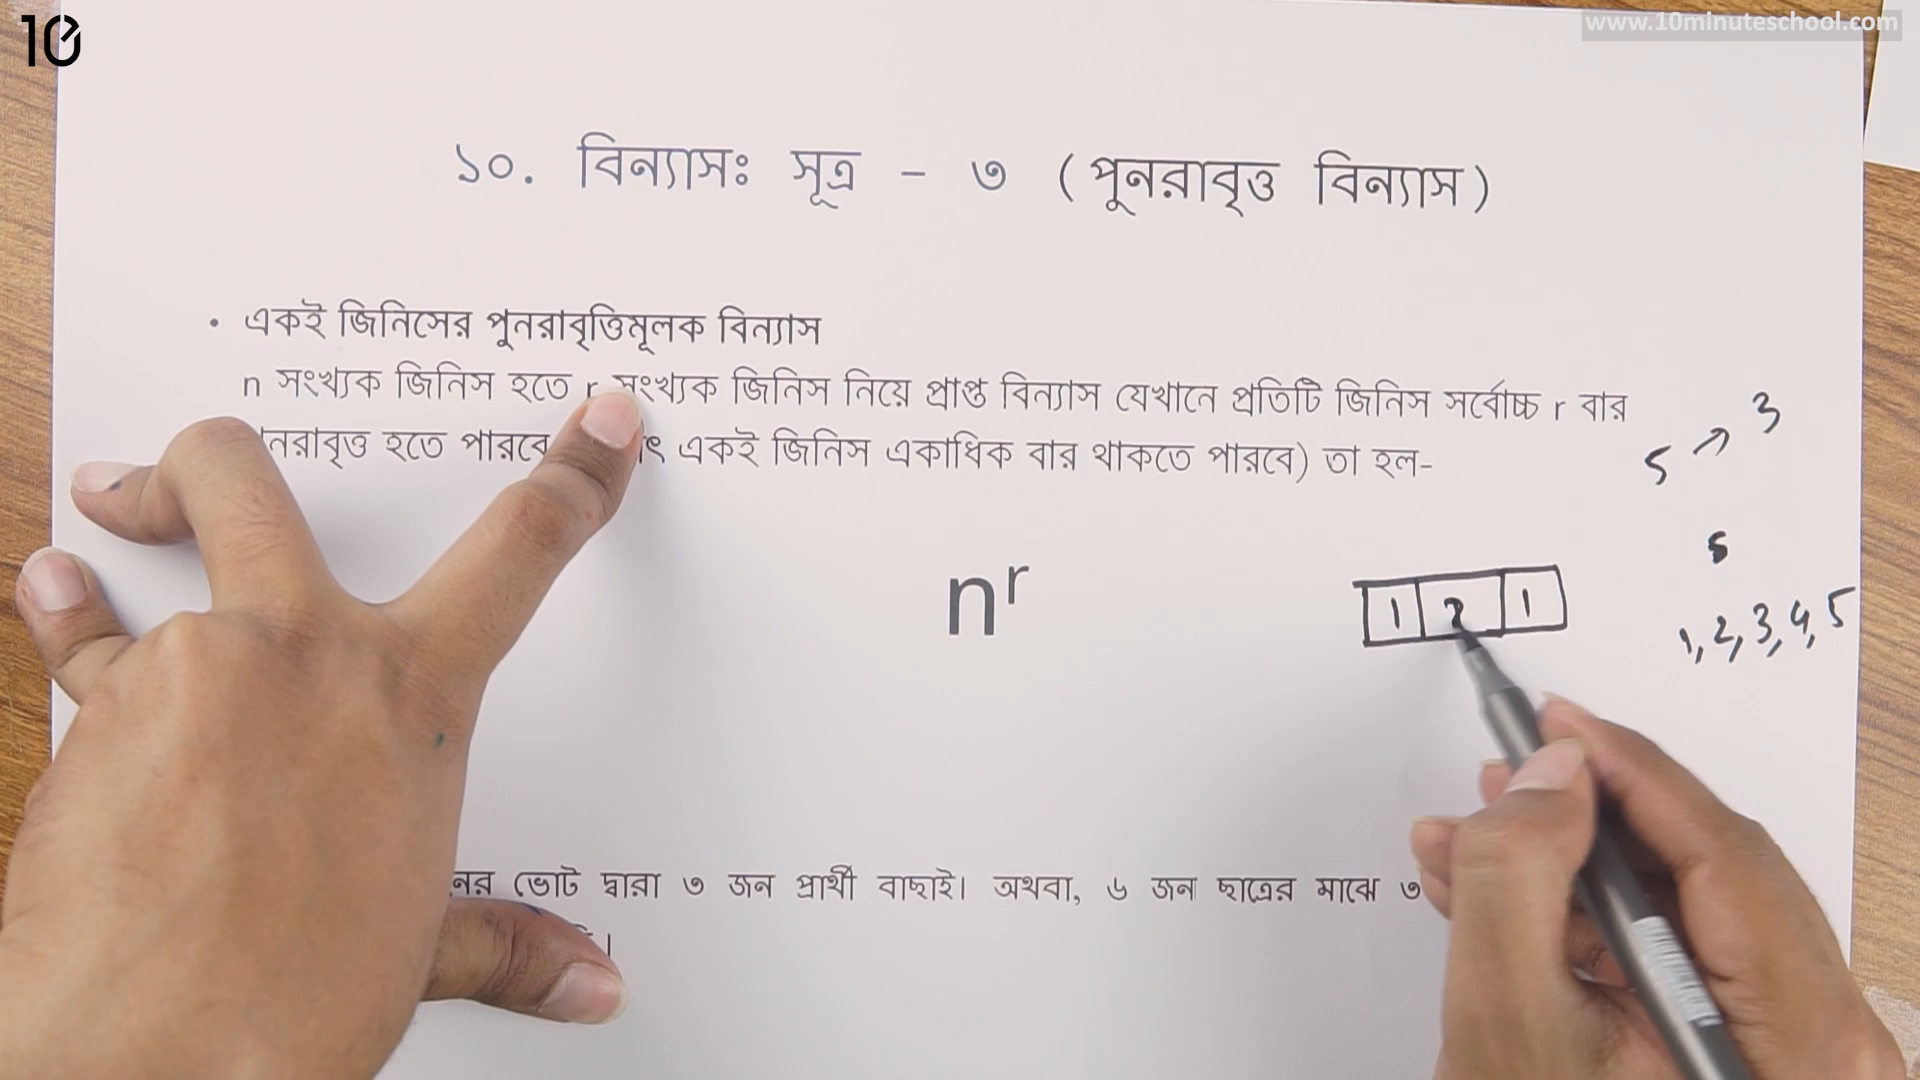 10
www.10minuteschool.com
১০. বিন্যাসঃ সূত্র - ৩ (পুনরাবৃত্ত বিন্যাস)
• একই জিনিসের পুনরাবৃত্তিমূলক বিন্যাস
n সংখ্যক জিনিস হতে r সংখ্যক জিনিস নিয়ে প্রাপ্ত বিন্যাস যেখানে প্রতিটি জিনিস সর্বোচ্চ r বার
হতে পারবে একই জিনিস একাধিক বার থাকতে পারবে) তা হল-
5 → 3
nʳ
1 2 1
5
1, 2, 3, 4, 5
ভোট দ্বারা ৩ জন প্রার্থী বাছাই। অথবা, ৬ জন ছাত্রের মাঝে ৩